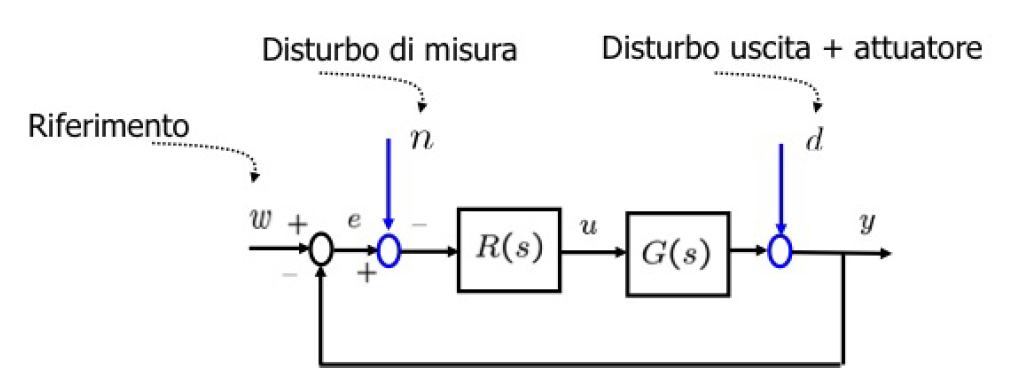 Disturbo di misura
Disturbo uscita + attuatore
Riferimento
n
d
w + e − u y
R(s) G(s)
− +